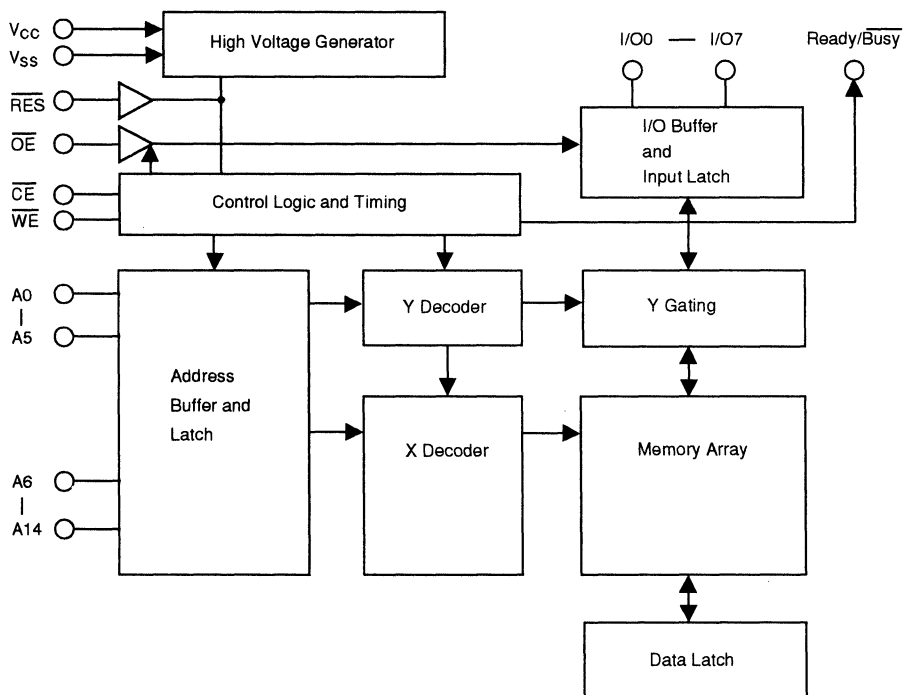 VCC
VSS
High Voltage Generator
I/O0 — I/O7
Ready/Busy
RES
OE
I/O Buffer
and
Input Latch
CE
WE
Control Logic and Timing
A0
|
A5
Y Decoder
Y Gating
Address
Buffer and
Latch
X Decoder
Memory Array
A6
|
A14
Data Latch